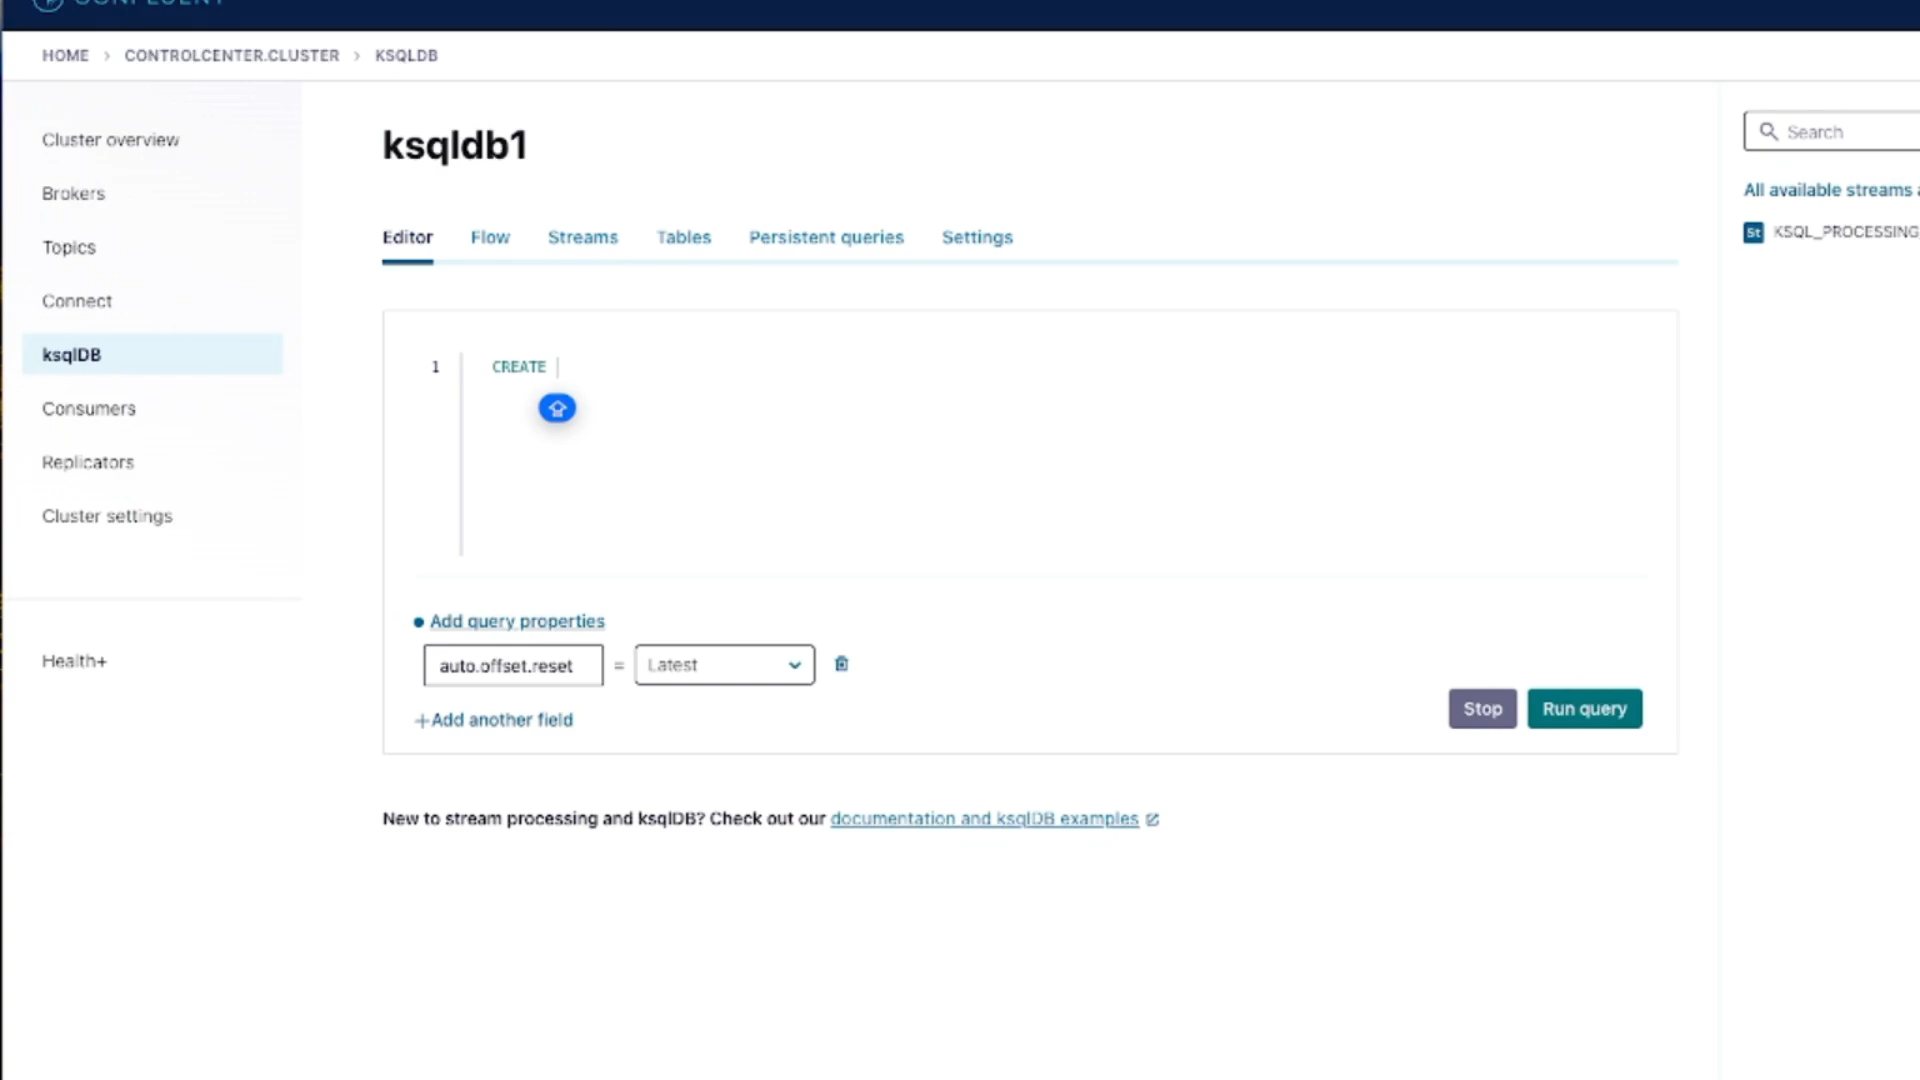 CONFLUENT
HOME > CONTROLCENTER.CLUSTER > KSQLDB
Cluster overview
Brokers
Topics
Connect
ksqlDB
Consumers
Replicators
Cluster settings
Health+
ksqldb1
Editor Flow Streams Tables Persistent queries Settings
1 CREATE
Add query properties
auto.offset.reset = Latest
+Add another field
Stop Run query
New to stream processing and ksqlDB? Check out our documentation and ksqlDB examples
Search
All available streams a
St KSQL_PROCESSING